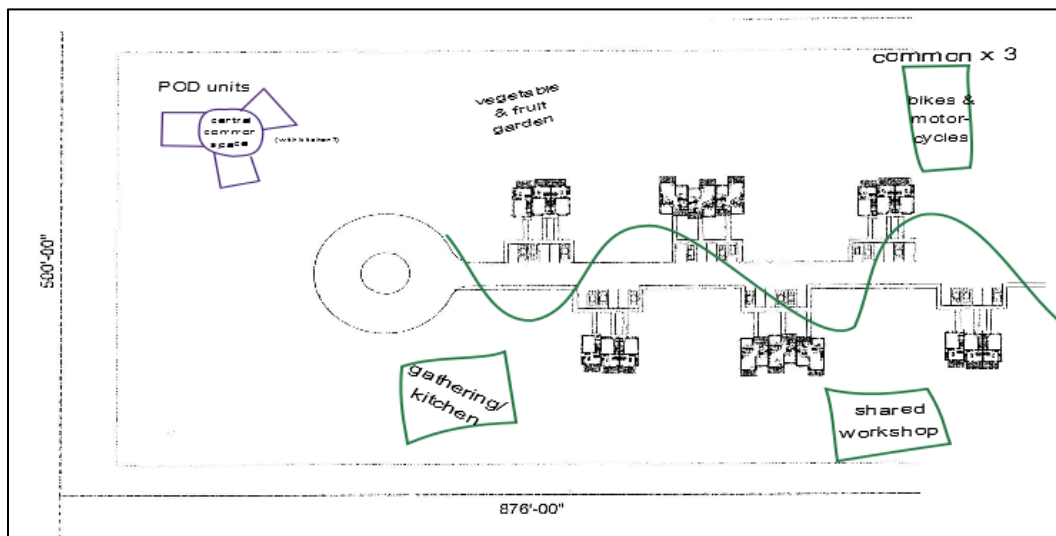 common x 3
POD units
central
common
space
(with kitchen?)
vegetable
& fruit
garden
bikes &
motor-
cycles
500'-00"
gathering/
kitchen
shared
workshop
876'-00"